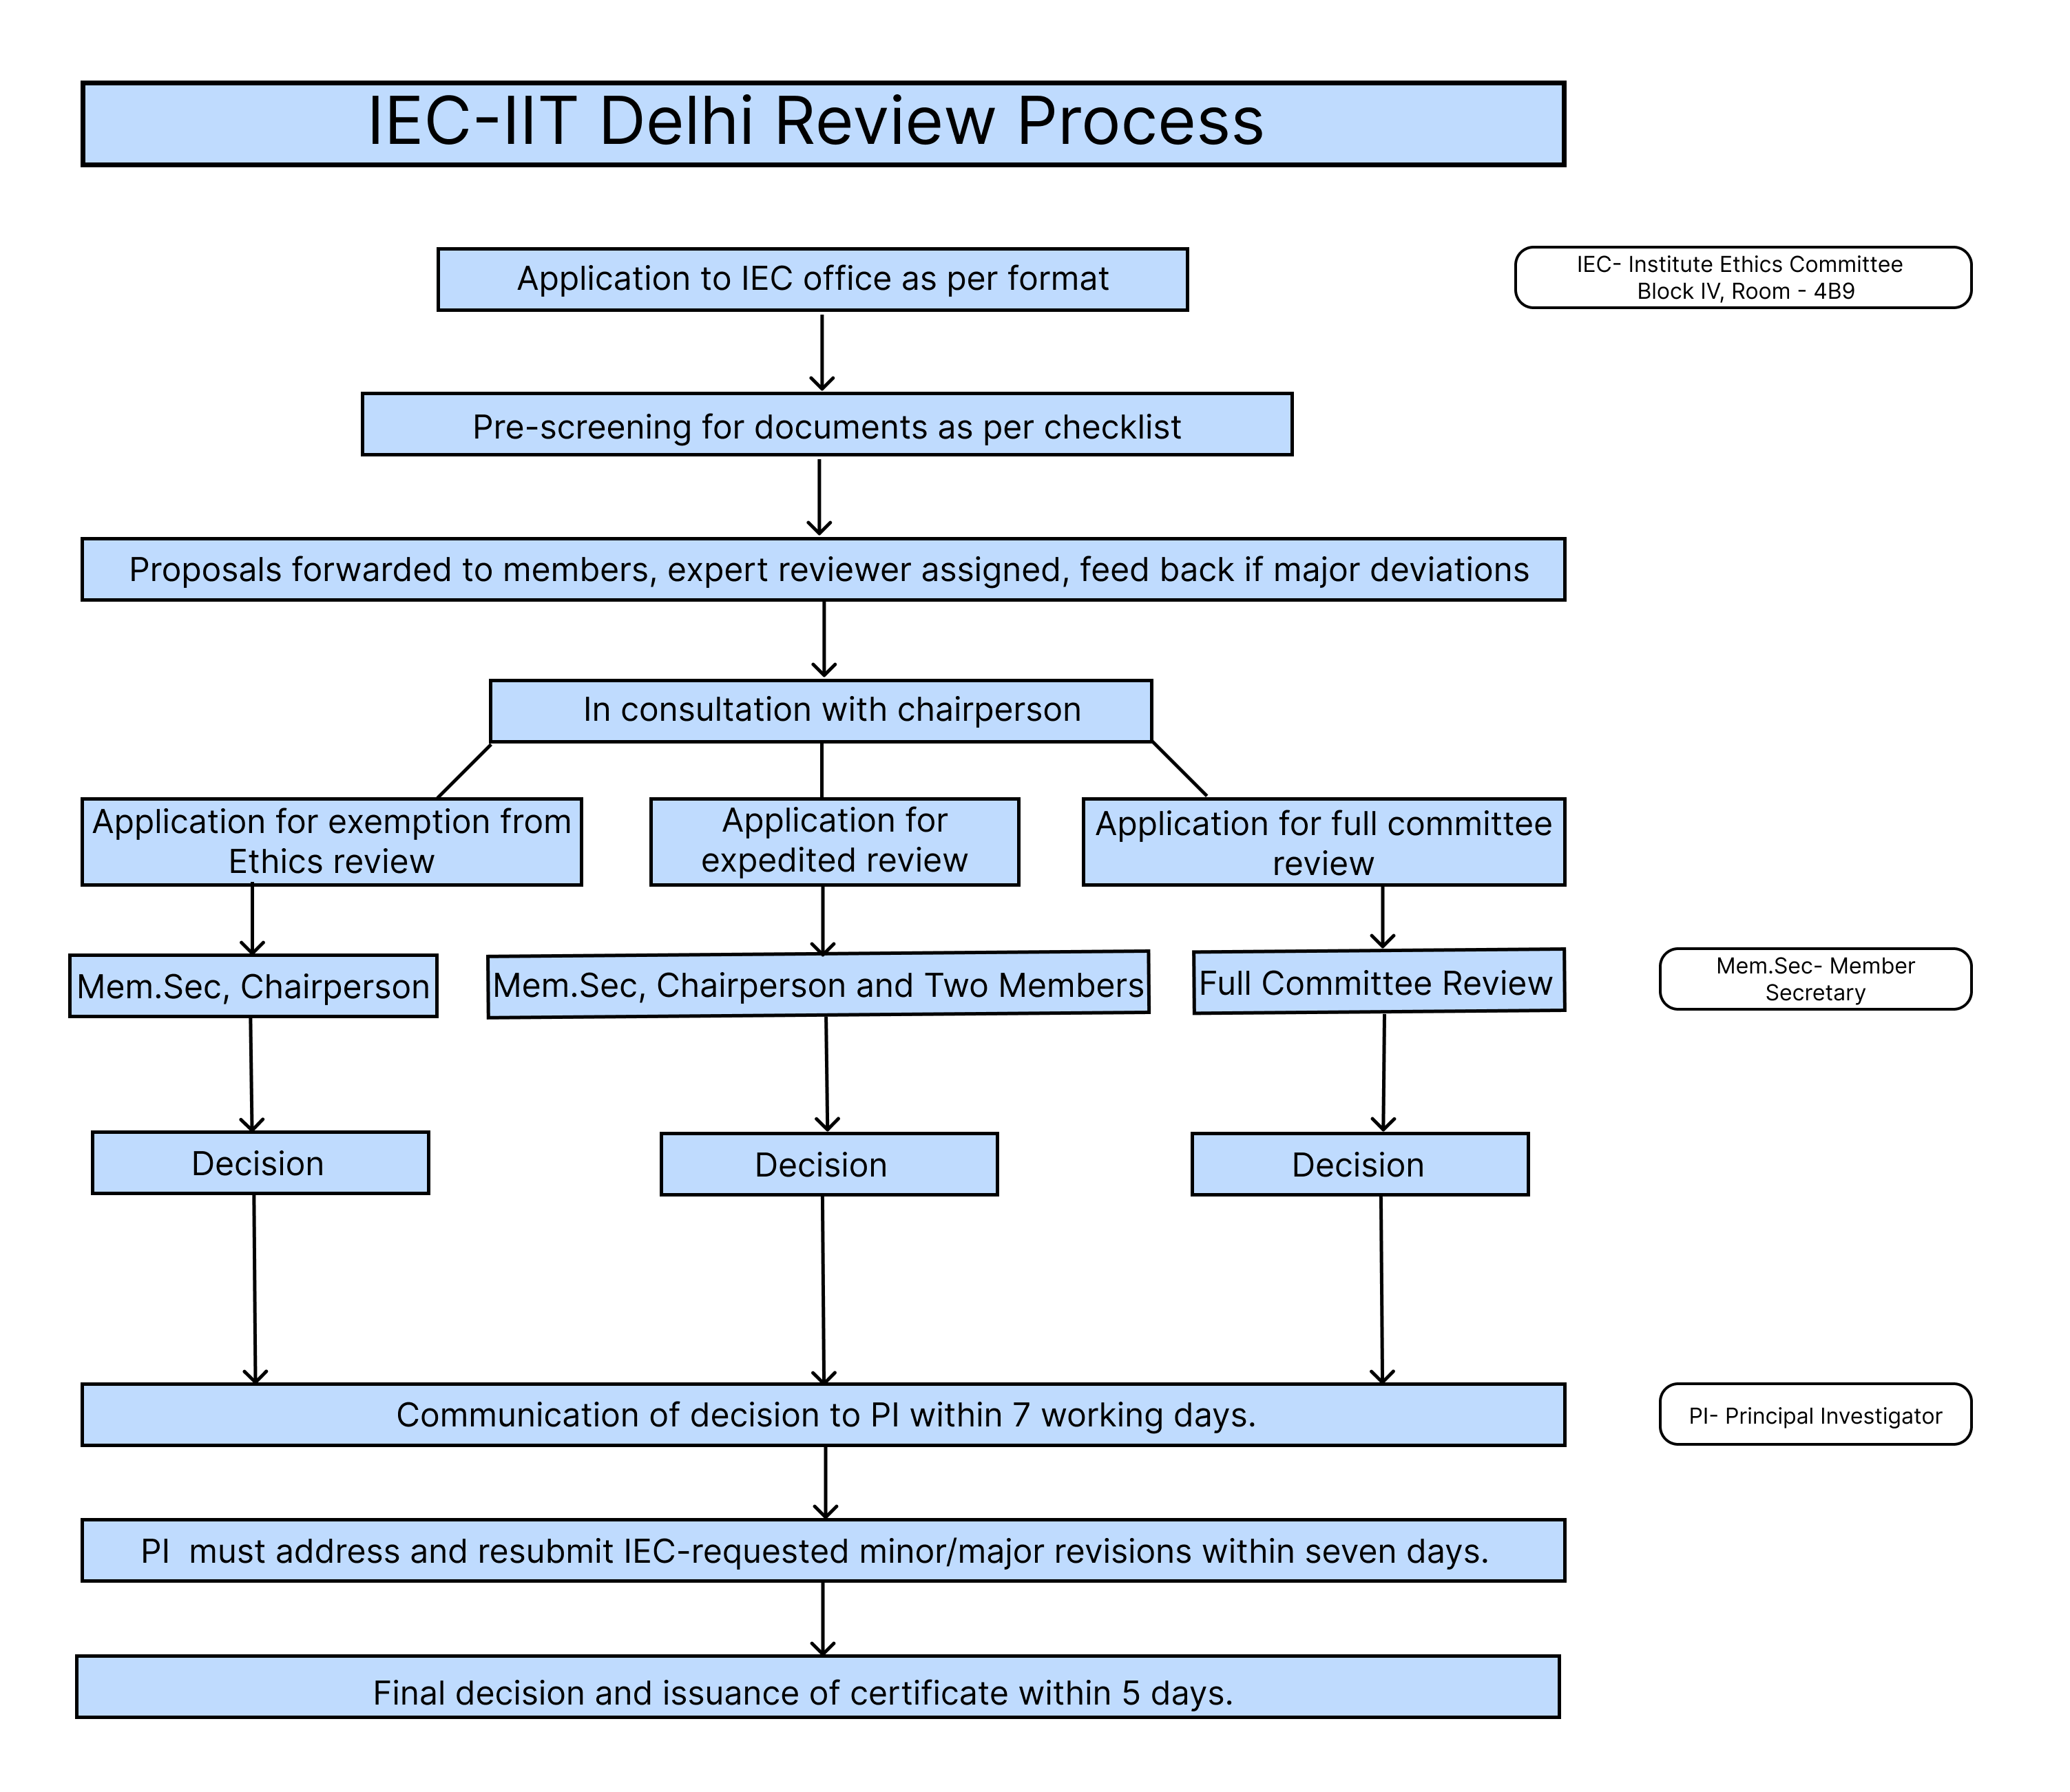 IEC-IIT Delhi Review Process
Application to IEC office as per format
IEC- Institute Ethics Committee
Block IV, Room - 4B9
Pre-screening for documents as per checklist
Proposals forwarded to members, expert reviewer assigned, feed back if major deviations
In consultation with chairperson
Application for exemption from
Ethics review
Application for
expedited review
Application for full committee
review
Mem.Sec, Chairperson
Mem.Sec, Chairperson and Two Members
Full Committee Review
Mem.Sec- Member
Secretary
Decision
Decision
Decision
Communication of decision to PI within 7 working days.
PI- Principal Investigator
PI  must address and resubmit IEC-requested minor/major revisions within seven days.
Final decision and issuance of certificate within 5 days.